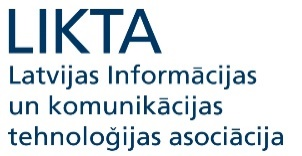 LIKTA
Latvijas Informācijas
un komunikācijas
tehnoloģijas asociācija